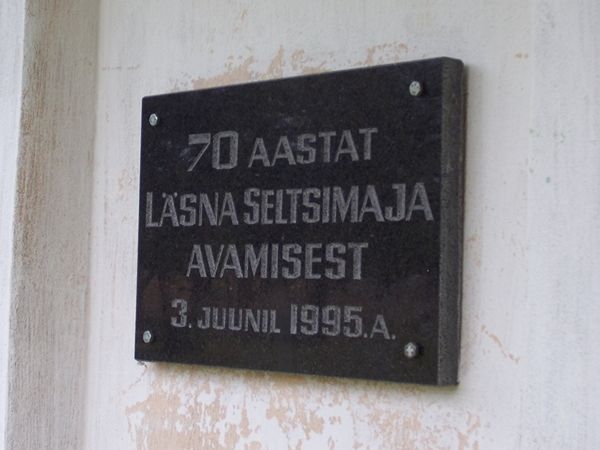 70 AASTAT
LÄSNA SELTSIMAJA
AVAMISEST
3. JUUNIL 1995.A.